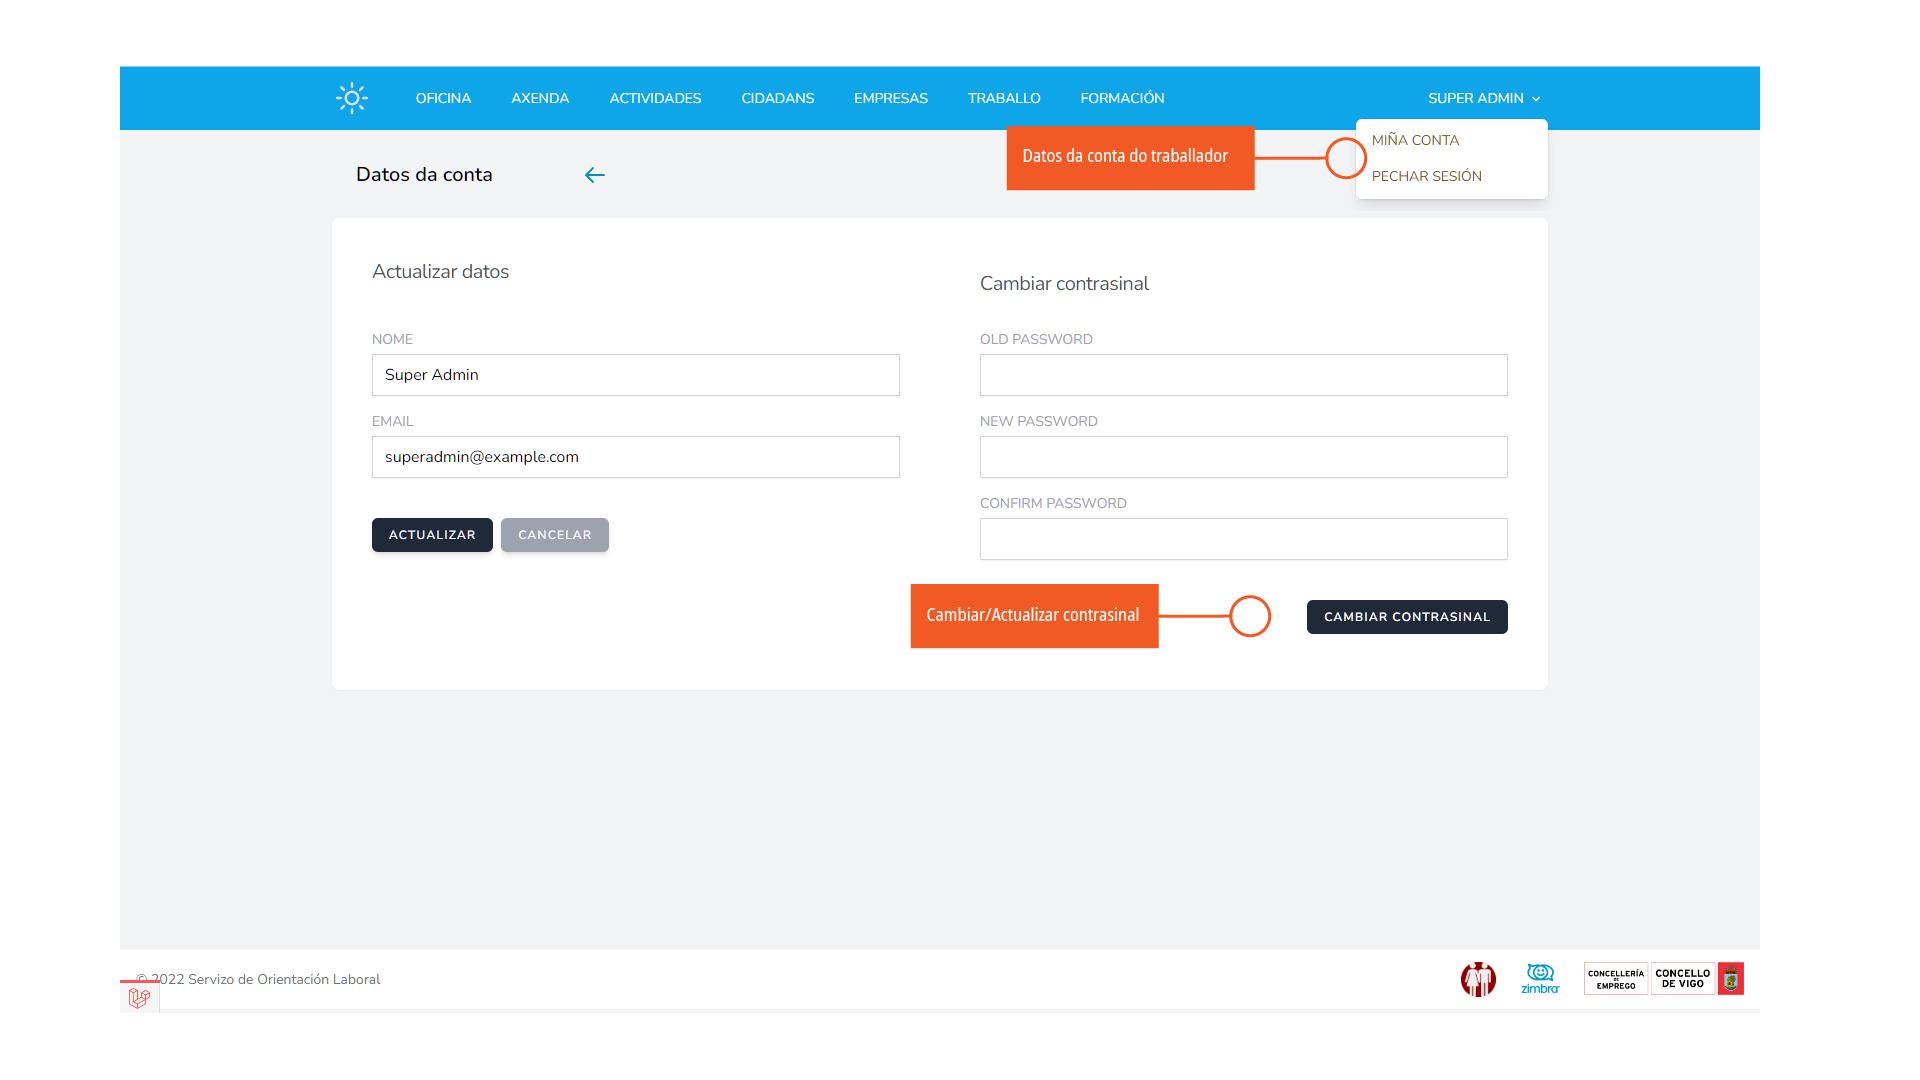 OFICINA AXENDA ACTIVIDADES CIDADANS EMPRESAS TRABALLO FORMACIÓN SUPER ADMIN
MIÑA CONTA
PECHAR SESIÓN
Datos da conta do traballador
Datos da conta
Actualizar datos
NOME
Super Admin
EMAIL
superadmin@example.com
ACTUALIZAR CANCELAR
Cambiar contrasinal
OLD PASSWORD
NEW PASSWORD
CONFIRM PASSWORD
Cambiar/Actualizar contrasinal
CAMBIAR CONTRASINAL
© 2022 Servizo de Orientación Laboral
zimbra
CONCELLERÍA
DE
EMPREGO
CONCELLO
DE VIGO